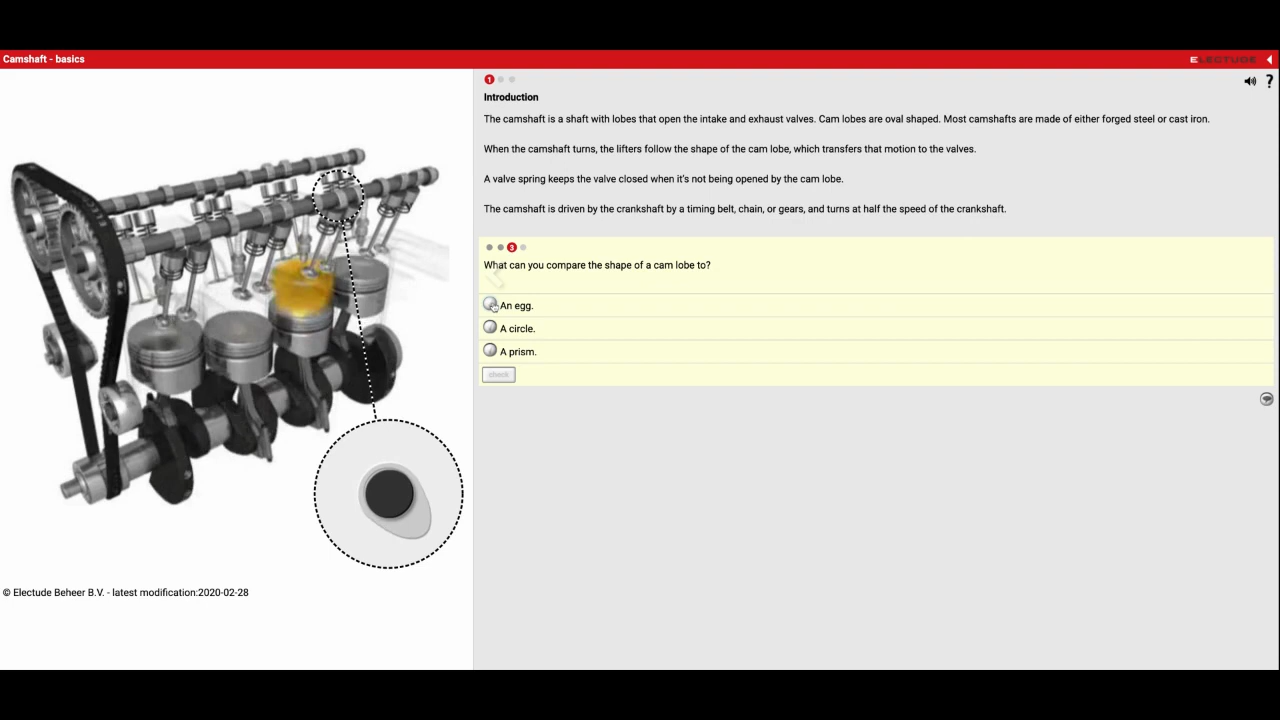 Camshaft - basics
ELECTUDE
1
?
Introduction
The camshaft is a shaft with lobes that open the intake and exhaust valves. Cam lobes are oval shaped. Most camshafts are made of either forged steel or cast iron.
When the camshaft turns, the lifters follow the shape of the cam lobe, which transfers that motion to the valves.
A valve spring keeps the valve closed when it's not being opened by the cam lobe.
The camshaft is driven by the crankshaft by a timing belt, chain, or gears, and turns at half the speed of the crankshaft.
3
What can you compare the shape of a cam lobe to?
An egg.
A circle.
A prism.
check
© Electude Beheer B.V. - latest modification:2020-02-28